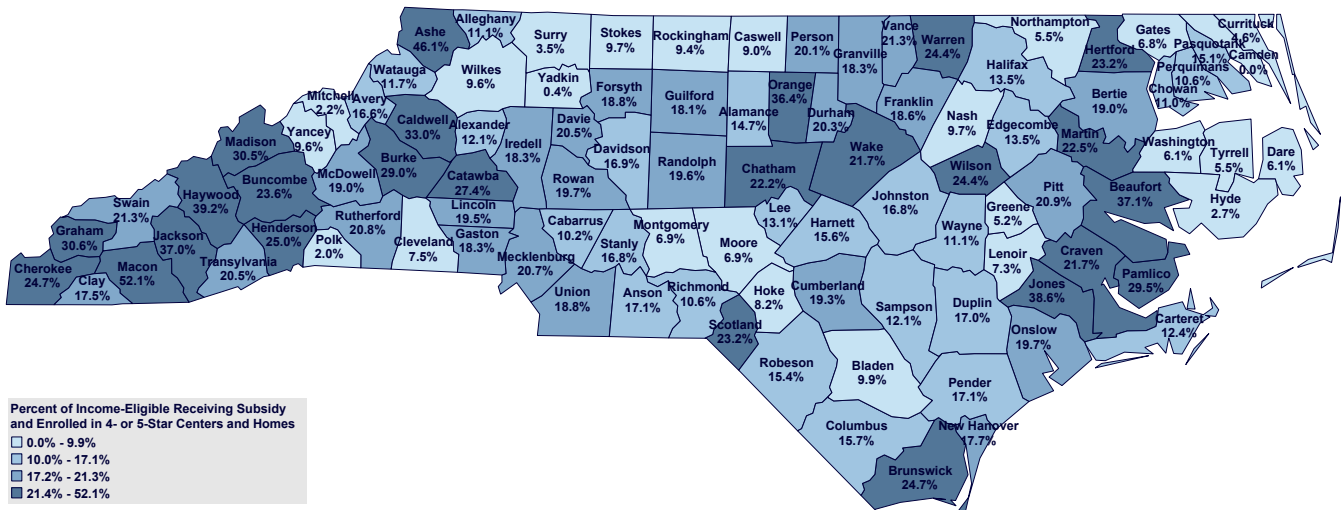 Ashe
46.1%
Alleghany
11.1%
Surry
3.5%
Stokes
9.7%
Rockingham
9.4%
Caswell
9.0%
Person
20.1%
Granville
18.3%
Vance
21.3%
Warren
24.4%
Northampton
5.5%
Hertford
23.2%
Gates
6.8%
Currituck
4.6%
Pasquotank
15.1%
Camden
0.0%
Perquimans
10.6%
Chowan
11.0%
Halifax
13.5%
Bertie
19.0%
Watauga
11.7%
Wilkes
9.6%
Yadkin
0.4%
Forsyth
18.8%
Guilford
18.1%
Alamance
14.7%
Orange
36.4%
Durham
20.3%
Franklin
18.6%
Nash
9.7%
Edgecombe
13.5%
Martin
22.5%
Washington
6.1%
Tyrrell
5.5%
Dare
6.1%
Mitchell
2.2%
Avery
16.6%
Caldwell
33.0%
Alexander
12.1%
Iredell
18.3%
Davie
20.5%
Davidson
16.9%
Randolph
19.6%
Chatham
22.2%
Wake
21.7%
Wilson
24.4%
Pitt
20.9%
Beaufort
37.1%
Hyde
2.7%
Madison
30.5%
Yancey
9.6%
Burke
29.0%
McDowell
19.0%
Catawba
27.4%
Rowan
19.7%
Buncombe
23.6%
Haywood
39.2%
Swain
21.3%
Graham
30.6%
Jackson
37.0%
Henderson
25.0%
Rutherford
20.8%
Polk
2.0%
Cleveland
7.5%
Lincoln
19.5%
Gaston
18.3%
Mecklenburg
20.7%
Cabarrus
10.2%
Stanly
16.8%
Montgomery
6.9%
Moore
6.9%
Lee
13.1%
Harnett
15.6%
Johnston
16.8%
Wayne
11.1%
Greene
5.2%
Lenoir
7.3%
Craven
21.7%
Pamlico
29.5%
Cherokee
24.7%
Clay
17.5%
Macon
52.1%
Transylvania
20.5%
Union
18.8%
Anson
17.1%
Richmond
10.6%
Scotland
23.2%
Hoke
8.2%
Cumberland
19.3%
Sampson
12.1%
Duplin
17.0%
Jones
38.6%
Onslow
19.7%
Carteret
12.4%
Robeson
15.4%
Bladen
9.9%
Pender
17.1%
Columbus
15.7%
New Hanover
17.7%
Brunswick
24.7%
Percent of Income-Eligible Receiving Subsidy
and Enrolled in 4- or 5-Star Centers and Homes
0.0% - 9.9%
10.0% - 17.1%
17.2% - 21.3%
21.4% - 52.1%